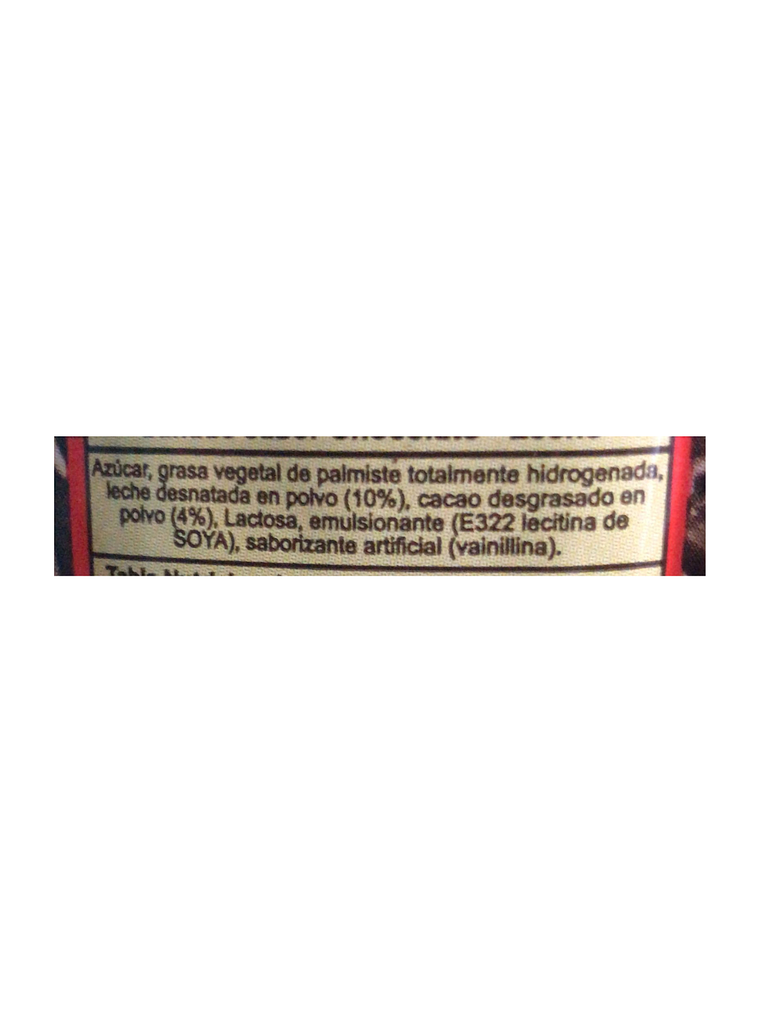 Azúcar, grasa vegetal de palmiste totalmente hidrogenada,
leche desnatada en polvo (10%), cacao desgrasado en
polvo (4%), Lactosa, emulsionante (E322 lecitina de
SOYA), saborizante artificial (vainillina).